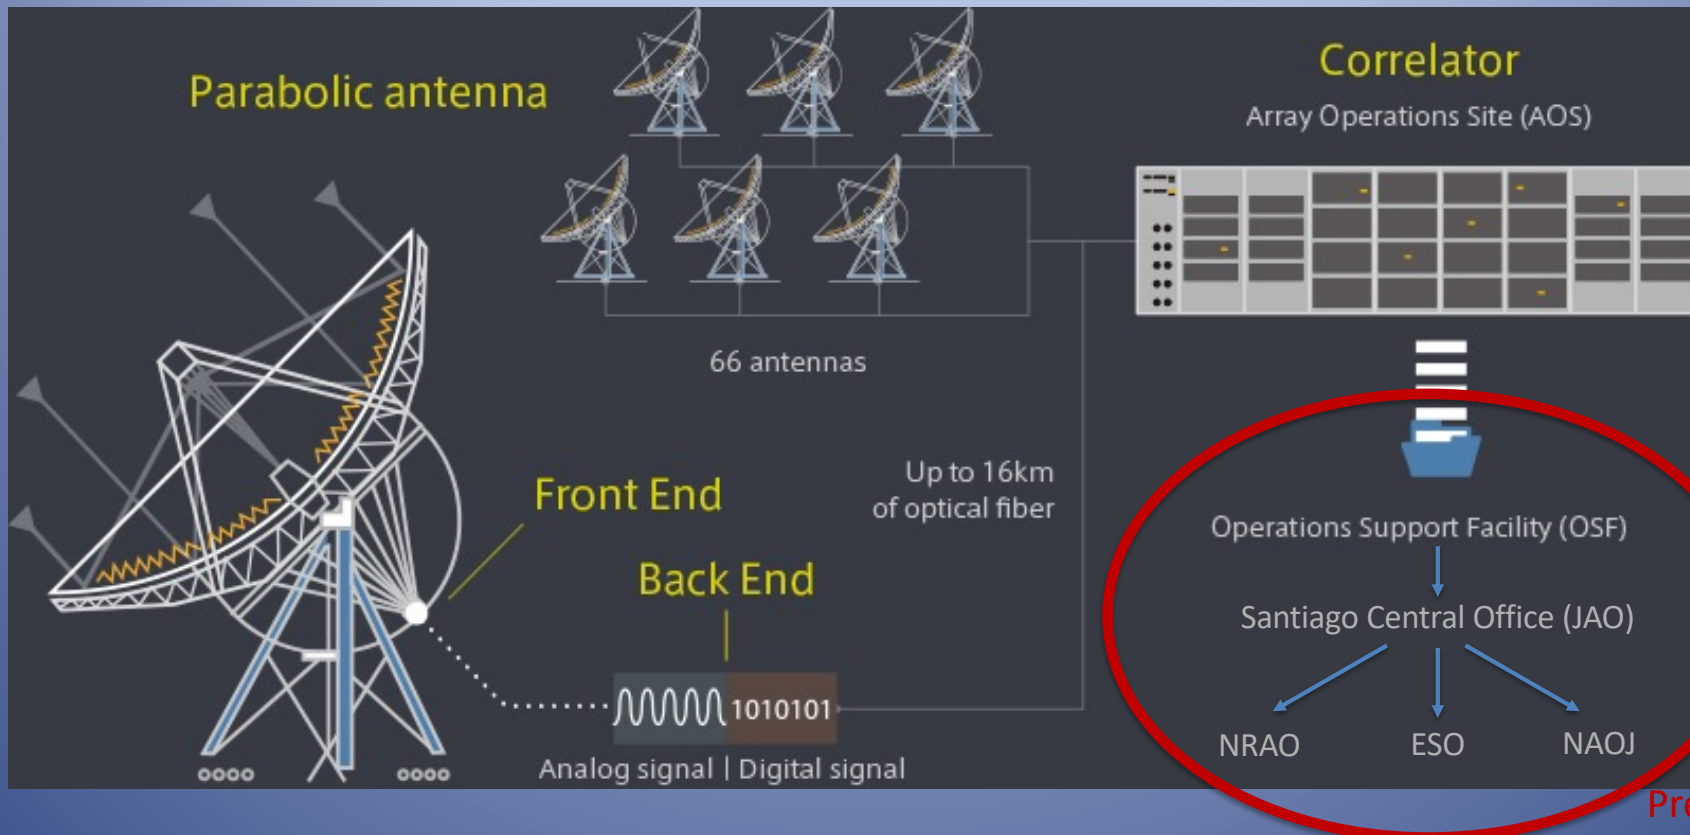 Parabolic antenna
Correlator
Array Operations Site (AOS)
66 antennas
Up to 16km
of optical fiber
Front End
Back End
1010101
Analog signal | Digital signal
Operations Support Facility (OSF)
Santiago Central Office (JAO)
NRAO
ESO
NAOJ